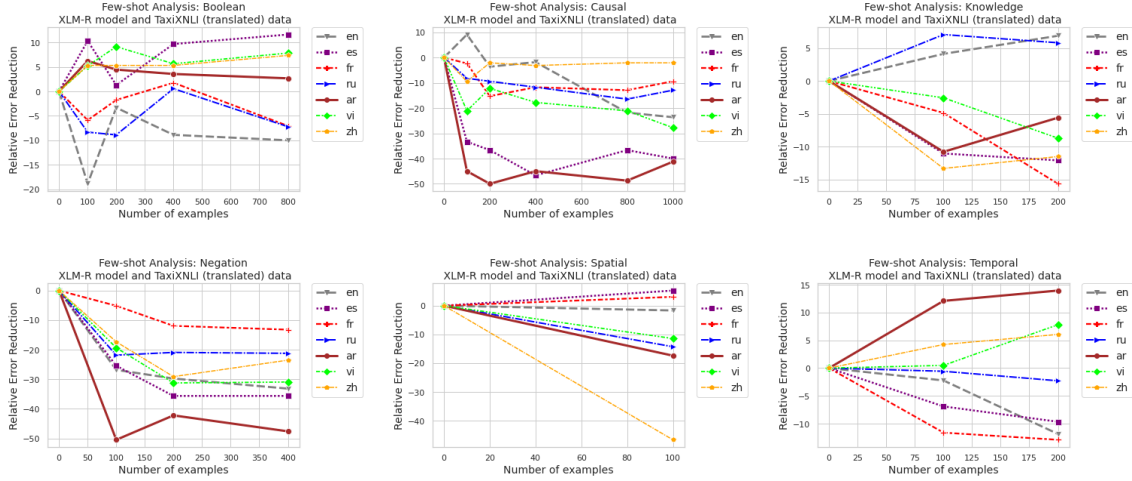 Few-shot Analysis: Boolean
XLM-R model and TaxiXNLI (translated) data
Relative Error Reduction
10
5
0
−5
−10
−15
−20
0
100
200
300
400
500
600
700
800
Number of examples
en
es
fr
ru
ar
vi
zh
Few-shot Analysis: Causal
XLM-R model and TaxiXNLI (translated) data
Relative Error Reduction
10
0
−10
−20
−30
−40
−50
0
200
400
600
800
1000
Number of examples
en
es
fr
ru
ar
vi
zh
Few-shot Analysis: Knowledge
XLM-R model and TaxiXNLI (translated) data
Relative Error Reduction
5
0
−5
−10
−15
0
25
50
75
100
125
150
175
200
Number of examples
en
es
fr
ru
ar
vi
zh
Few-shot Analysis: Negation
XLM-R model and TaxiXNLI (translated) data
Relative Error Reduction
0
−10
−20
−30
−40
−50
0
50
100
150
200
250
300
350
400
Number of examples
en
es
fr
ru
ar
vi
zh
Few-shot Analysis: Spatial
XLM-R model and TaxiXNLI (translated) data
Relative Error Reduction
0
−10
−20
−30
−40
0
20
40
60
80
100
Number of examples
en
es
fr
ru
ar
vi
zh
Few-shot Analysis: Temporal
XLM-R model and TaxiXNLI (translated) data
Relative Error Reduction
15
10
5
0
−5
−10
0
25
50
75
100
125
150
175
200
Number of examples
en
es
fr
ru
ar
vi
zh